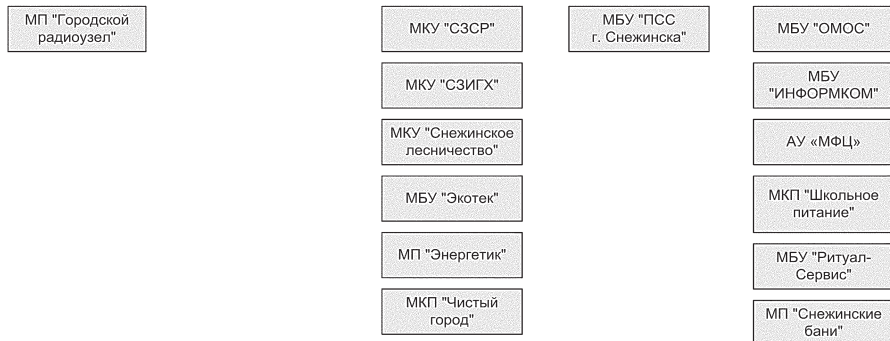 МП "Городской
радиоузел"
МКУ "СЗСР"
МКУ "СЗИГХ"
МКУ "Снежинское
лесничество"
МБУ "Экотек"
МП "Энергетик"
МКП "Чистый
город"
МБУ "ПСС
г. Снежинска"
МБУ "ОМОС"
МБУ
"ИНФОРМКОМ"
АУ «МФЦ»
МКП "Школьное
питание"
МБУ "Ритуал-
Сервис"
МП "Снежинские
бани"